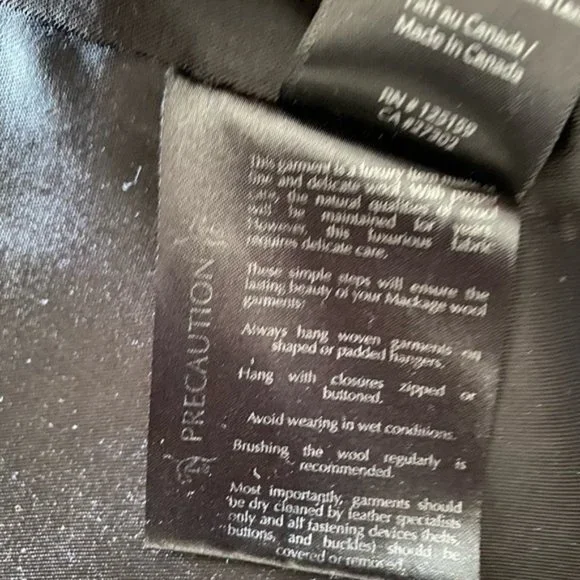 Fait au Canada /
Made in Canada
RN # 125159
CA #37302
PRECAUTION
This garment is a luxury item
fine and delicate wool. With proper
care, the natural qualities of wool
will be maintained for years.
However, this luxurious fabric
requires delicate care.
These simple steps will ensure the
lasting beauty of your Mackage wool
garments:
Always hang woven garments on
shaped or padded hangers.
Hang with closures zipped or
buttoned.
Avoid wearing in wet conditions.
Brushing the wool regularly is
recommended.
Most importantly, garments should
be dry cleaned by leather specialists
only and all fastening devices (belts,
buttons, and buckles) should be
covered or removed.